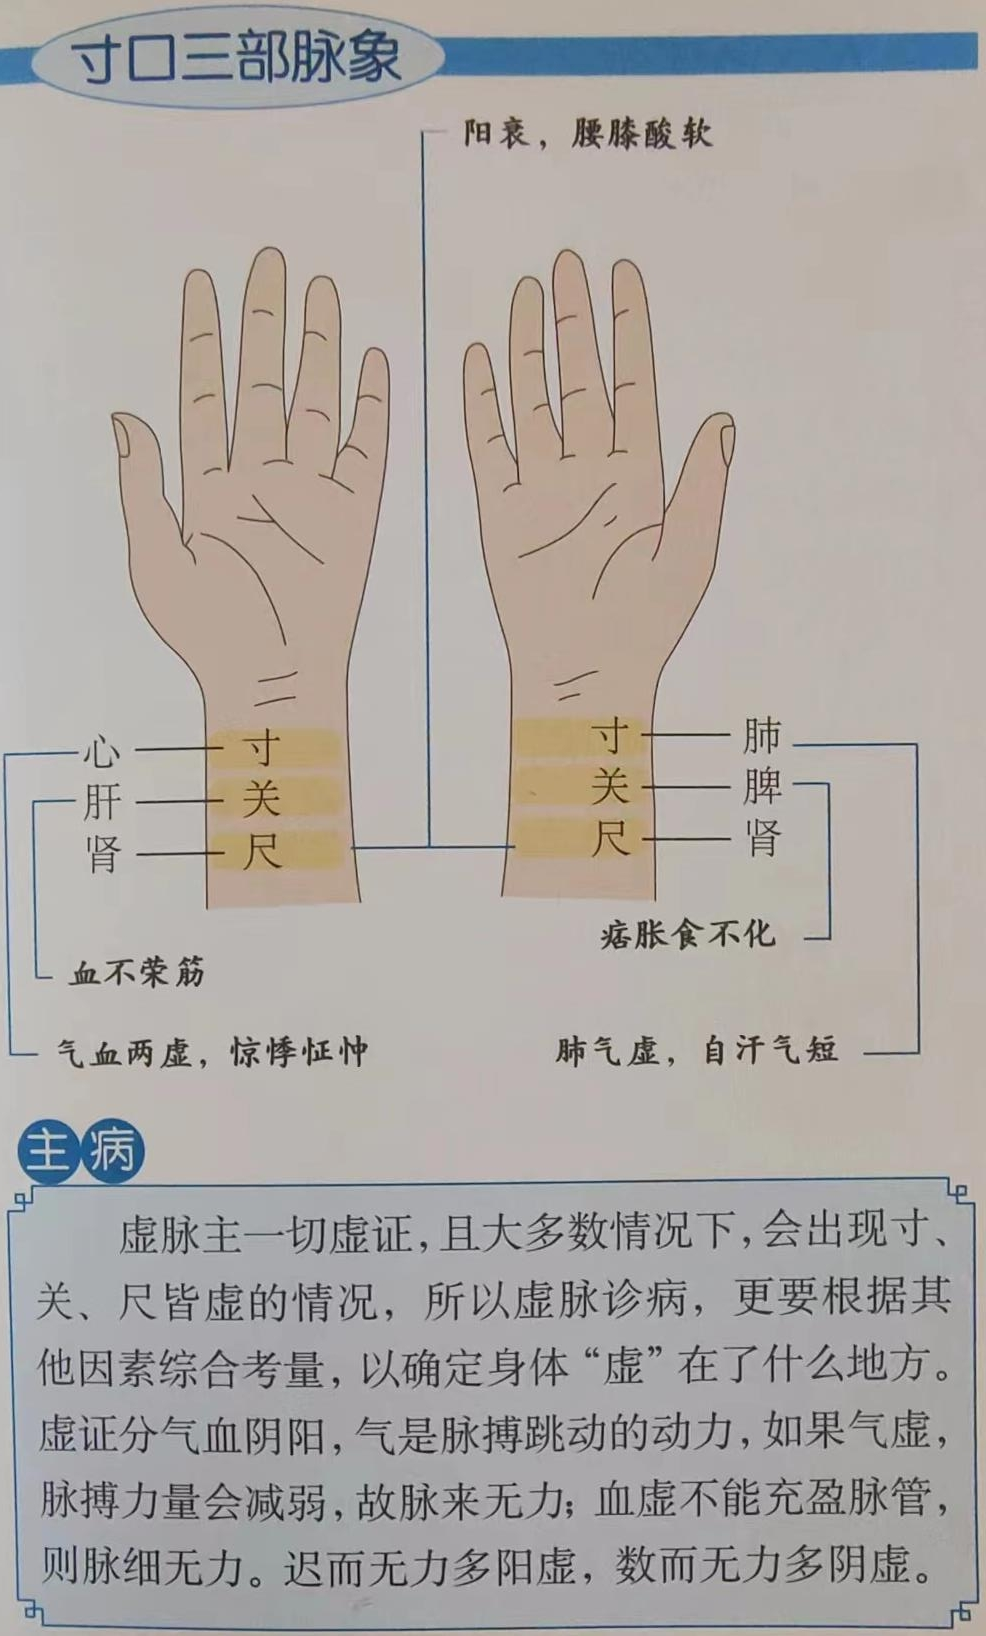 寸口三部脉象
阳衰，腰膝酸软
心 寸
肝 关
肾 尺
寸 肺
关 脾
尺 肾
痞胀食不化
血不荣筋
气血两虚，惊悸怔忡
肺气虚，自汗气短
主病
虚脉主一切虚证，且大多数情况下，会出现寸、
关、尺皆虚的情况，所以虚脉诊病，更要根据其
他因素综合考量，以确定身体“虚”在了什么地方。
虚证分气血阴阳，气是脉搏跳动的动力，如果气虚，
脉搏力量会减弱，故脉来无力；血虚不能充盈脉管，
则脉细无力。迟而无力多阳虚，数而无力多阴虚。